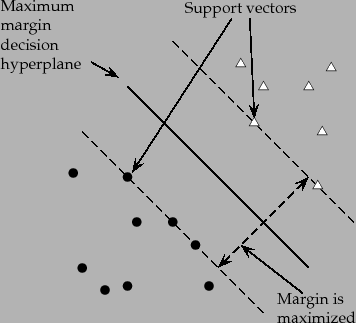 Maximum
margin
decision
hyperplane
Support vectors
Margin is
maximized